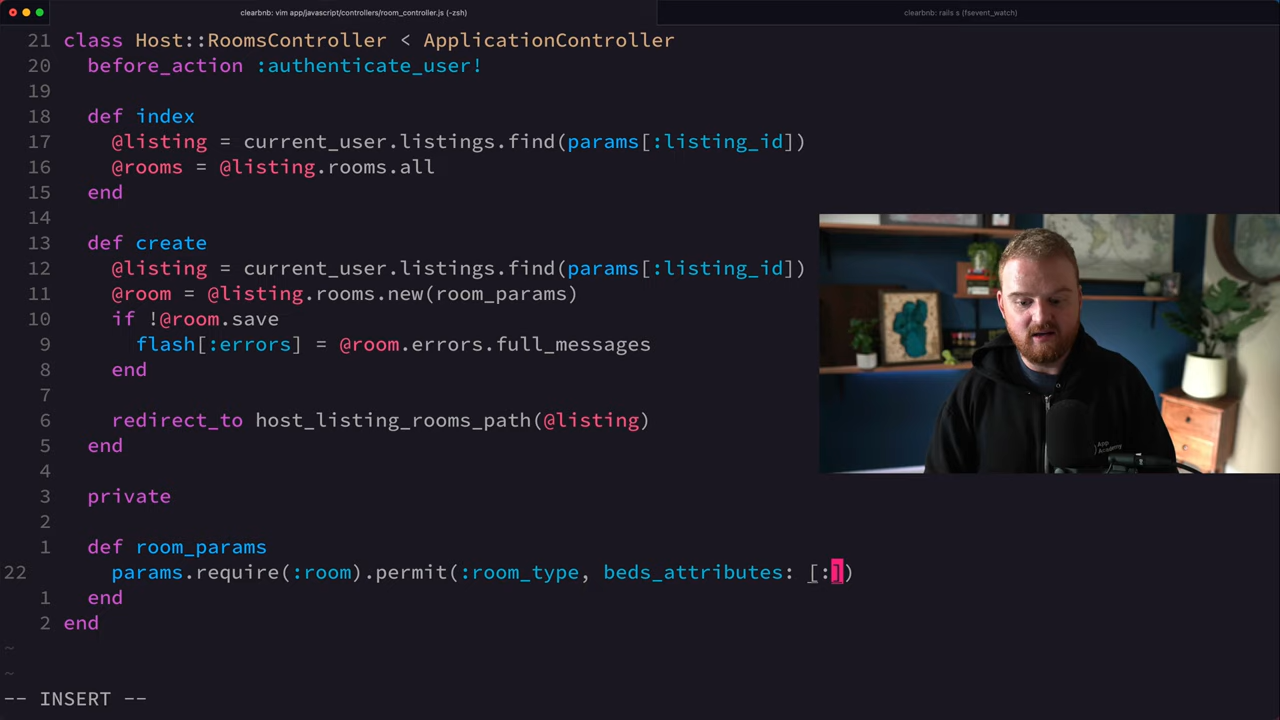 clearbnb: vim app/javascript/controllers/room_controller.js (-zsh)
clearbnb: rails s (fsevent_watch)
21 class Host::RoomsController < ApplicationController
20 before_action :authenticate_user!
19
18 def index
17 @listing = current_user.listings.find(params[:listing_id])
16 @rooms = @listing.rooms.all
15 end
14
13 def create
12 @listing = current_user.listings.find(params[:listing_id])
11 @room = @listing.rooms.new(room_params)
10 if !@room.save
9 flash[:errors] = @room.errors.full_messages
8 end
7
6 redirect_to host_listing_rooms_path(@listing)
5 end
4
3 private
2
1 def room_params
22 params.require(:room).permit(:room_type, beds_attributes: [:])
1 end
2 end
~
~
-- INSERT --
App
Academy